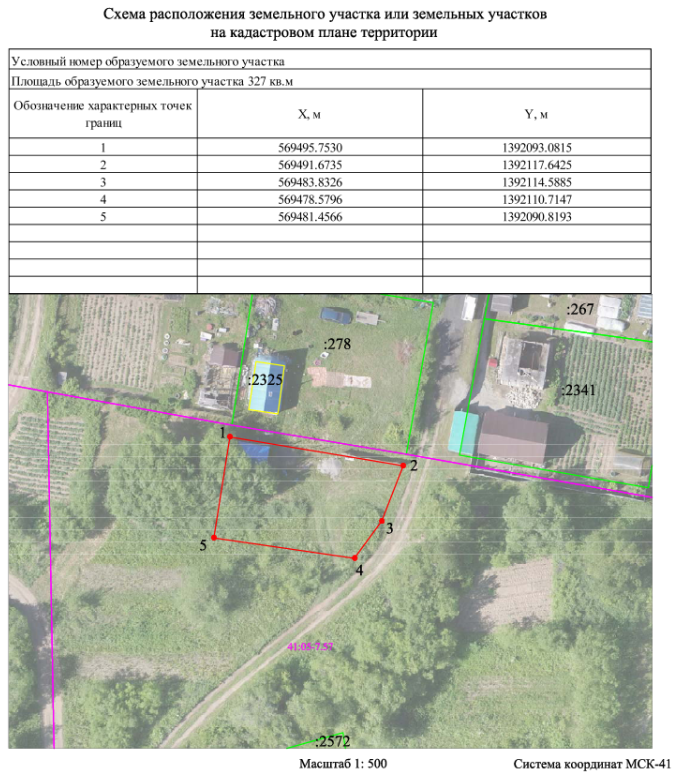 Схема расположения земельного участка или земельных участков
на кадастровом плане территории
Условный номер образуемого земельного участка
Площадь образуемого земельного участка 327 кв.м
Обозначение характерных точек границ X, м Y, м
1 569495.7530 1392093.0815
2 569491.6735 1392117.6425
3 569483.8326 1392114.5885
4 569478.5796 1392110.7147
5 569481.4566 1392090.8193
:267
:278
:2325
:2341
1
2
3
5
4
:2572
Масштаб 1: 500 Система координат МСК-41